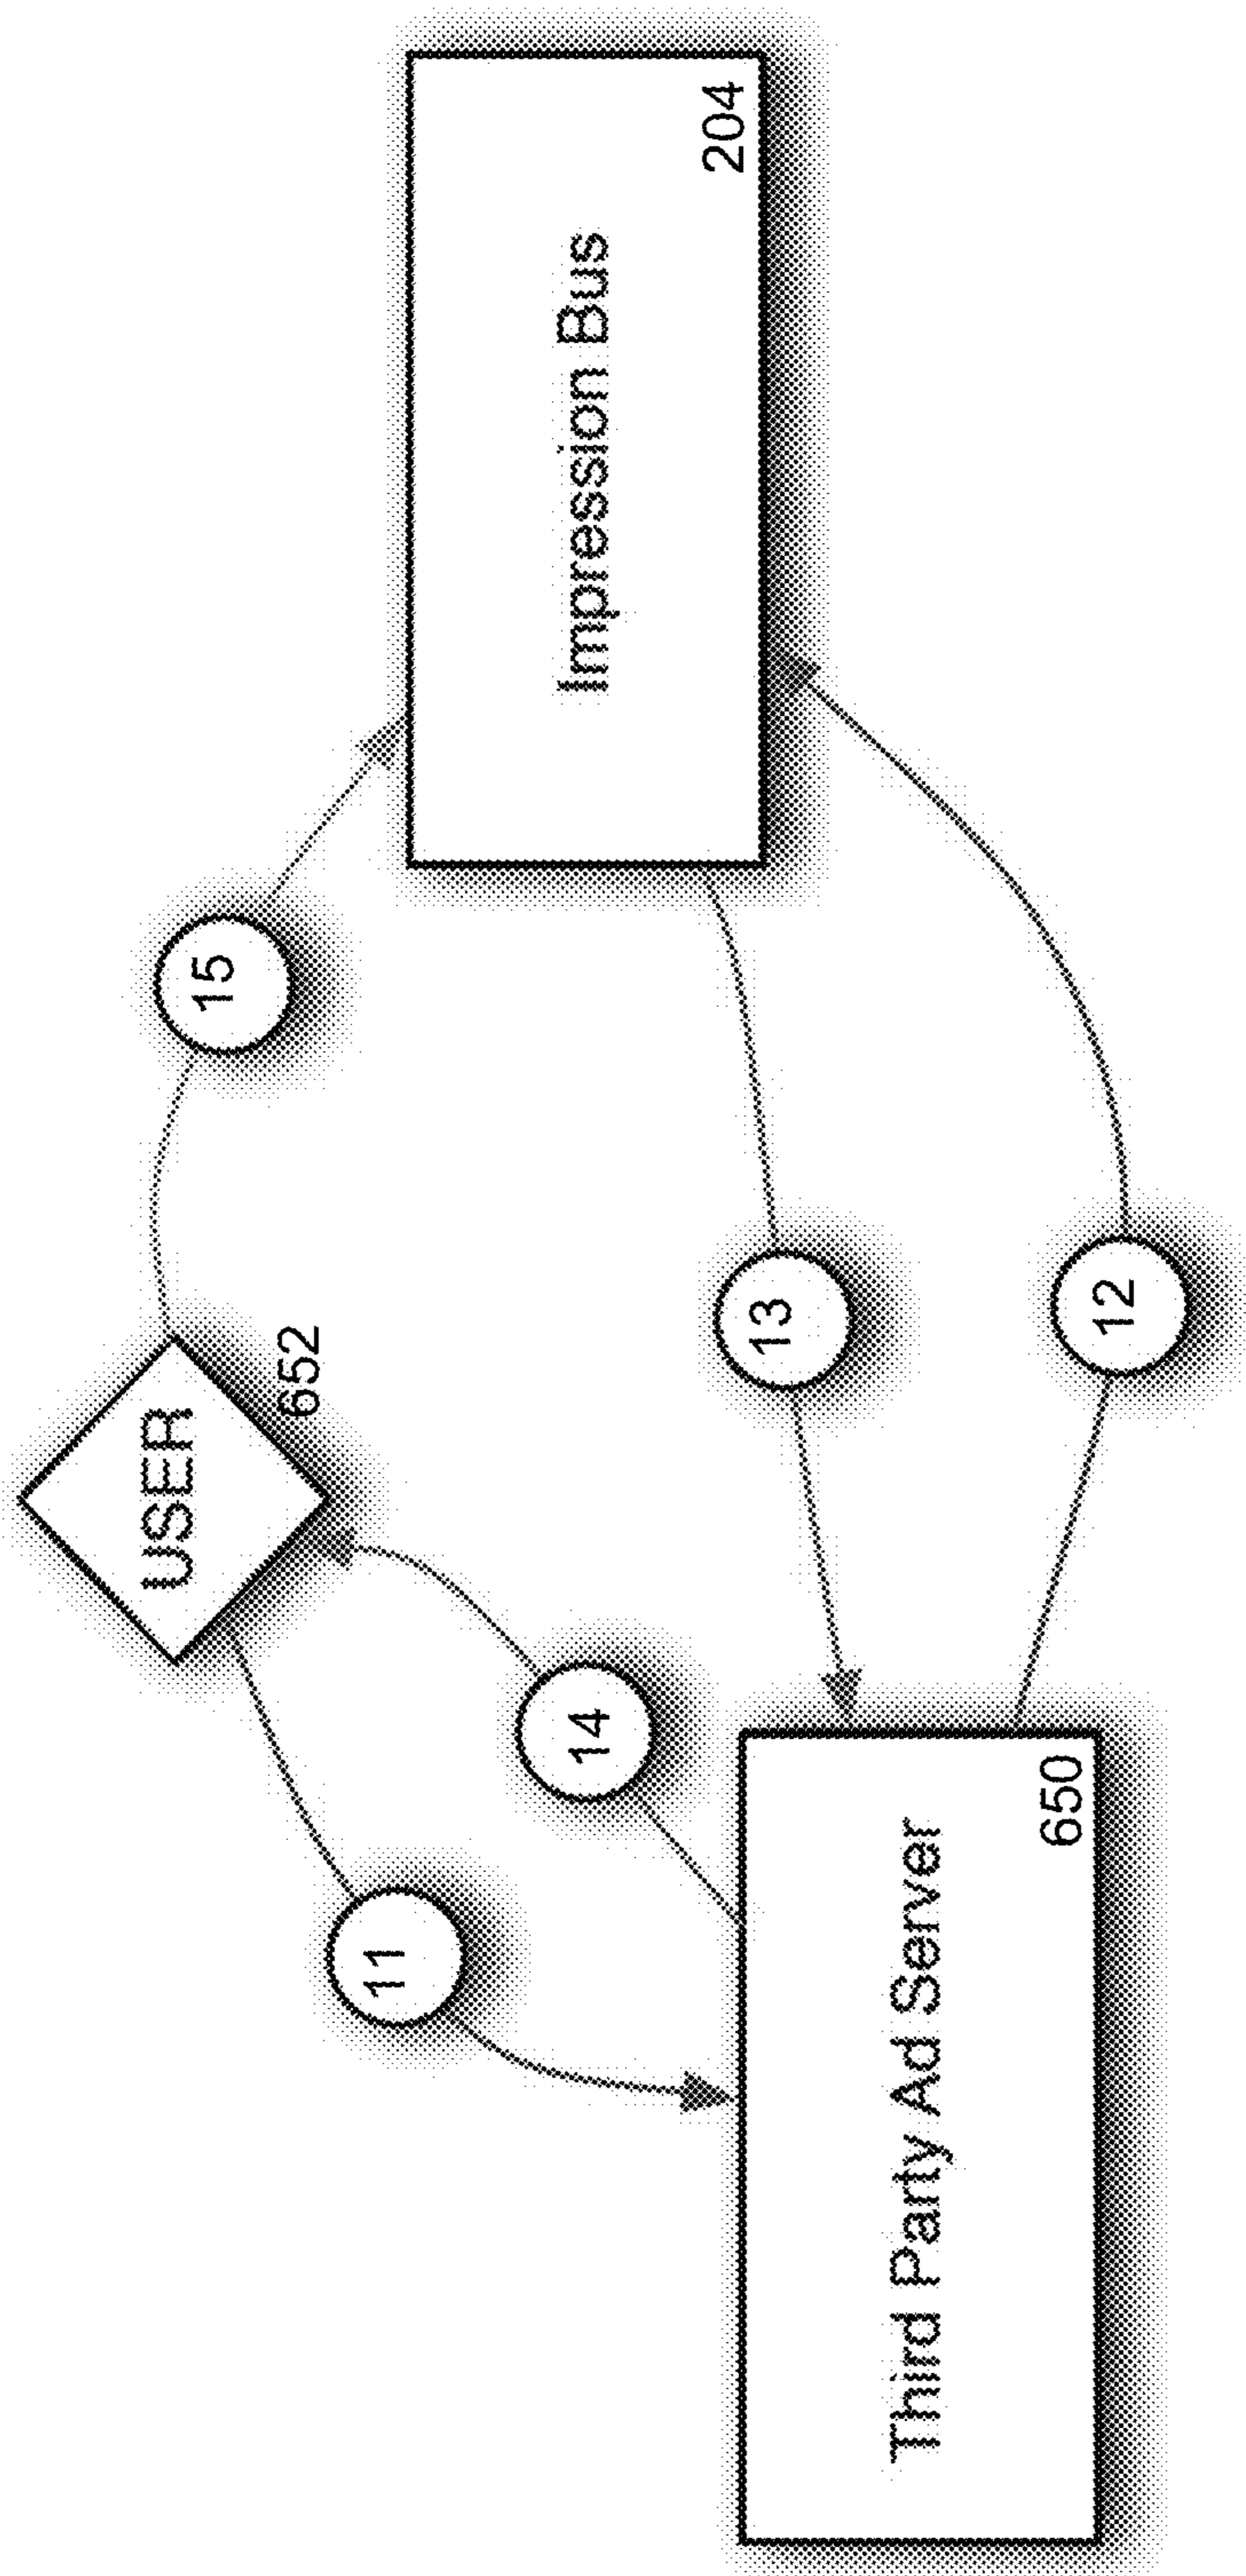 USER
652
15
Impression Bus
204
11
14
13
12
Third Party Ad Server
650